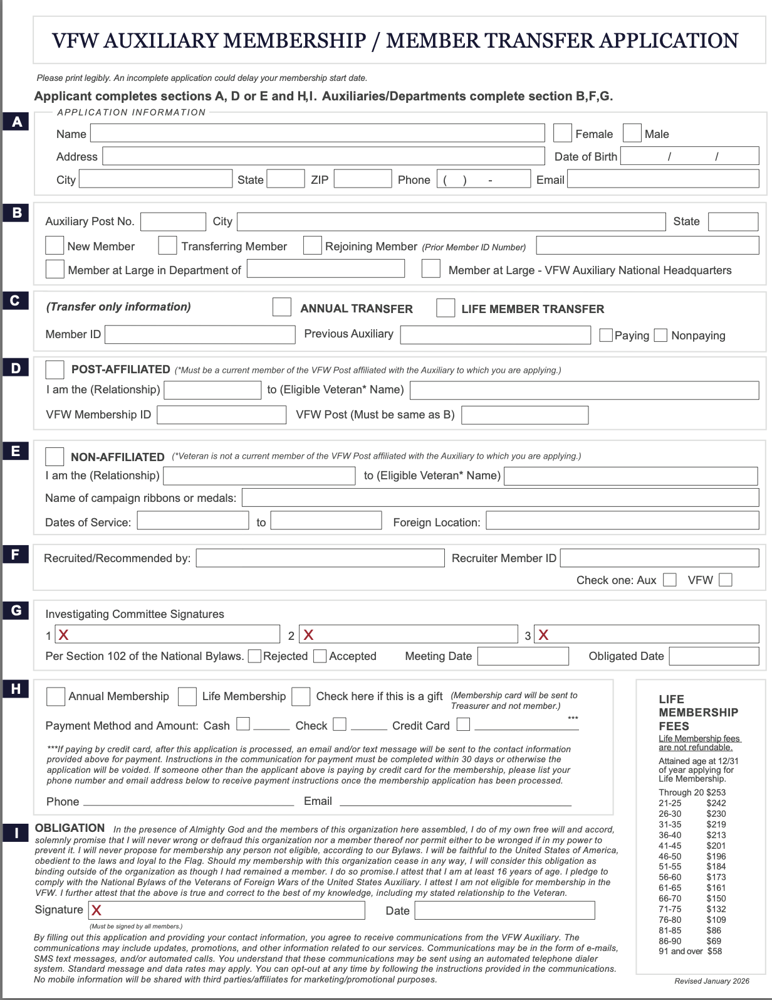 VFW AUXILIARY MEMBERSHIP / MEMBER TRANSFER APPLICATION
Please print legibly. An incomplete application could delay your membership start date.
Applicant completes sections A, D or E and H,I. Auxiliaries/Departments complete section B,F,G.
A APPLICATION INFORMATION
Name Female Male
Address Date of Birth / /
City State ZIP Phone ( ) - Email
B
Auxiliary Post No. City State
New Member Transferring Member Rejoining Member (Prior Member ID Number)
Member at Large in Department of Member at Large - VFW Auxiliary National Headquarters
C
(Transfer only information) ANNUAL TRANSFER LIFE MEMBER TRANSFER
Member ID Previous Auxiliary Paying Nonpaying
D
POST-AFFILIATED (*Must be a current member of the VFW Post affiliated with the Auxiliary to which you are applying.)
I am the (Relationship) to (Eligible Veteran* Name)
VFW Membership ID VFW Post (Must be same as B)
E
NON-AFFILIATED (*Veteran is not a current member of the VFW Post affiliated with the Auxiliary to which you are applying.)
I am the (Relationship) to (Eligible Veteran* Name)
Name of campaign ribbons or medals:
Dates of Service: to Foreign Location:
F
Recruited/Recommended by: Recruiter Member ID
Check one: Aux VFW
G
Investigating Committee Signatures
1 X 2 X 3 X
Per Section 102 of the National Bylaws. Rejected Accepted Meeting Date Obligated Date
H
Annual Membership Life Membership Check here if this is a gift (Membership card will be sent to
Treasurer and not member.)
Payment Method and Amount: Cash Check Credit Card ***
***If paying by credit card, after this application is processed, an email and/or text message will be sent to the contact information
provided above for payment. Instructions in the communication for payment must be completed within 30 days or otherwise the
application will be voided. If someone other than the applicant above is paying by credit card for the membership, please list your
phone number and email address below to receive payment instructions once the membership application has been processed.
Phone Email
I
OBLIGATION In the presence of Almighty God and the members of this organization here assembled, I do of my own free will and accord,
solemnly promise that I will never wrong or defraud this organization nor a member thereof nor permit either to be wronged if in my power to
prevent it. I will never propose for membership any person not eligible, according to our Bylaws. I will be faithful to the United States of America,
obedient to the laws and loyal to the Flag. Should my membership with this organization cease in any way, I will consider this obligation as
binding outside of the organization as though I had remained a member. I do so promise.I attest that I am at least 16 years of age. I pledge to
comply with the National Bylaws of the Veterans of Foreign Wars of the United States Auxiliary. I attest I am not eligible for membership in the
VFW. I further attest that the above is true and correct to the best of my knowledge, including my stated relationship to the Veteran.
Signature X Date
(Must be signed by all members.)
By filling out this application and providing your contact information, you agree to receive communications from the VFW Auxiliary. The
communications may include updates, promotions, and other information related to our services. Communications may be in the form of e-mails,
SMS text messages, and/or automated calls. You understand that these communications may be sent using an automated telephone dialer
system. Standard message and data rates may apply. You can opt-out at any time by following the instructions provided in the communications.
No mobile information will be shared with third parties/affiliates for marketing/promotional purposes.
LIFE
MEMBERSHIP
FEES
Life Membership fees
are not refundable.
Attained age at 12/31
of year applying for
Life Membership.
Through 20 $253
21-25 $242
26-30 $230
31-35 $219
36-40 $213
41-45 $201
46-50 $196
51-55 $184
56-60 $173
61-65 $161
66-70 $150
71-75 $132
76-80 $109
81-85 $86
86-90 $69
91 and over $58
Revised January 2026